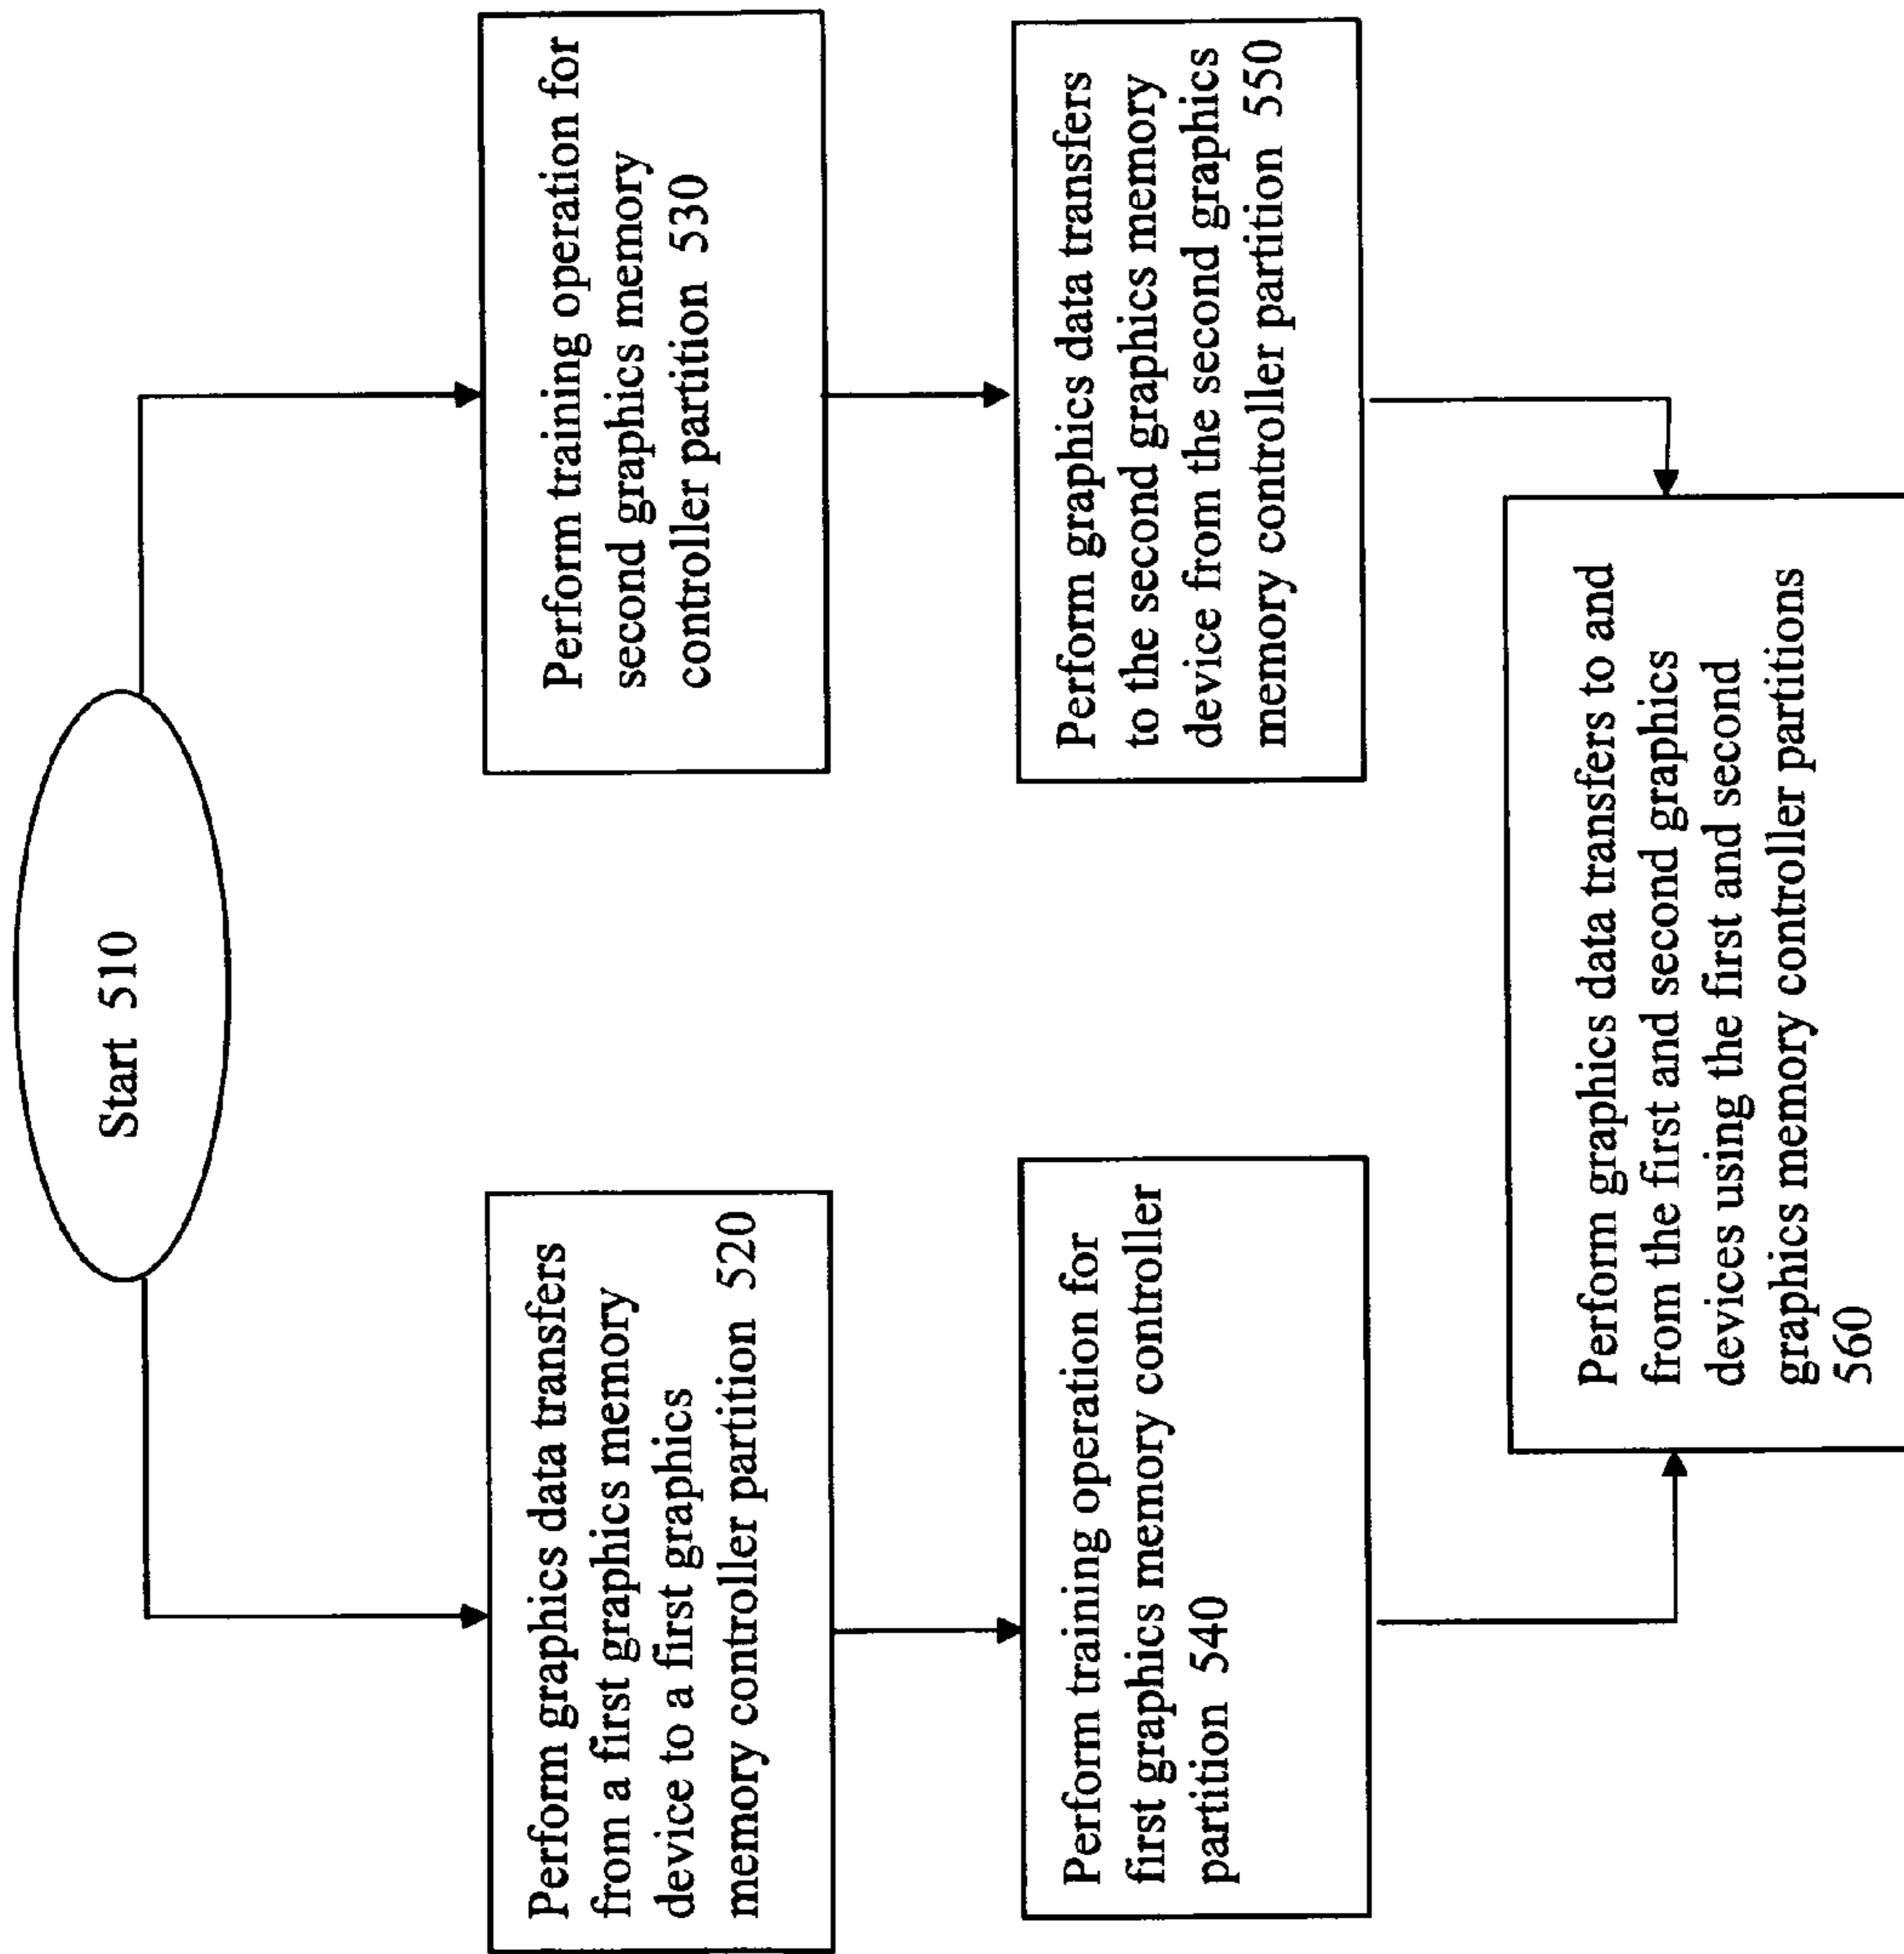 Start 510
Perform graphics data transfers
from a first graphics memory
device to a first graphics
memory controller partition 520
Perform training operation for
second graphics memory
controller partition 530
Perform training operation for
first graphics memory controller
partition 540
Perform graphics data transfers
to the second graphics memory
device from the second graphics
memory controller partition 550
Perform graphics data transfers to and
from the first and second graphics
devices using the first and second
graphics memory controller partitions
560